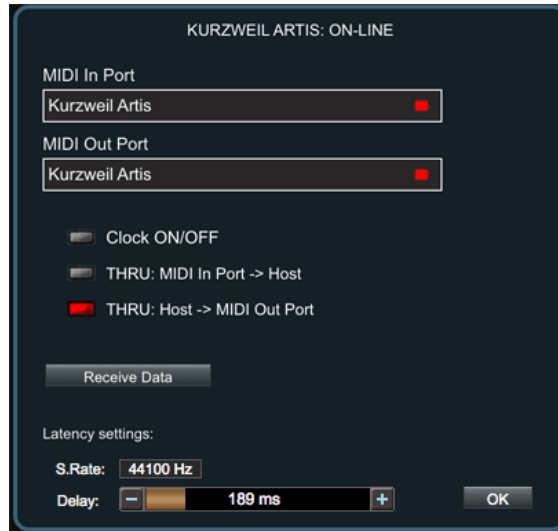 KURZWEIL ARTIS: ON-LINE
MIDI In Port
Kurzweil Artis
MIDI Out Port
Kurzweil Artis
Clock ON/OFF
THRU: MIDI In Port -> Host
THRU: Host -> MIDI Out Port
Receive Data
Latency settings:
S.Rate: 44100 Hz
Delay: - 189 ms + OK